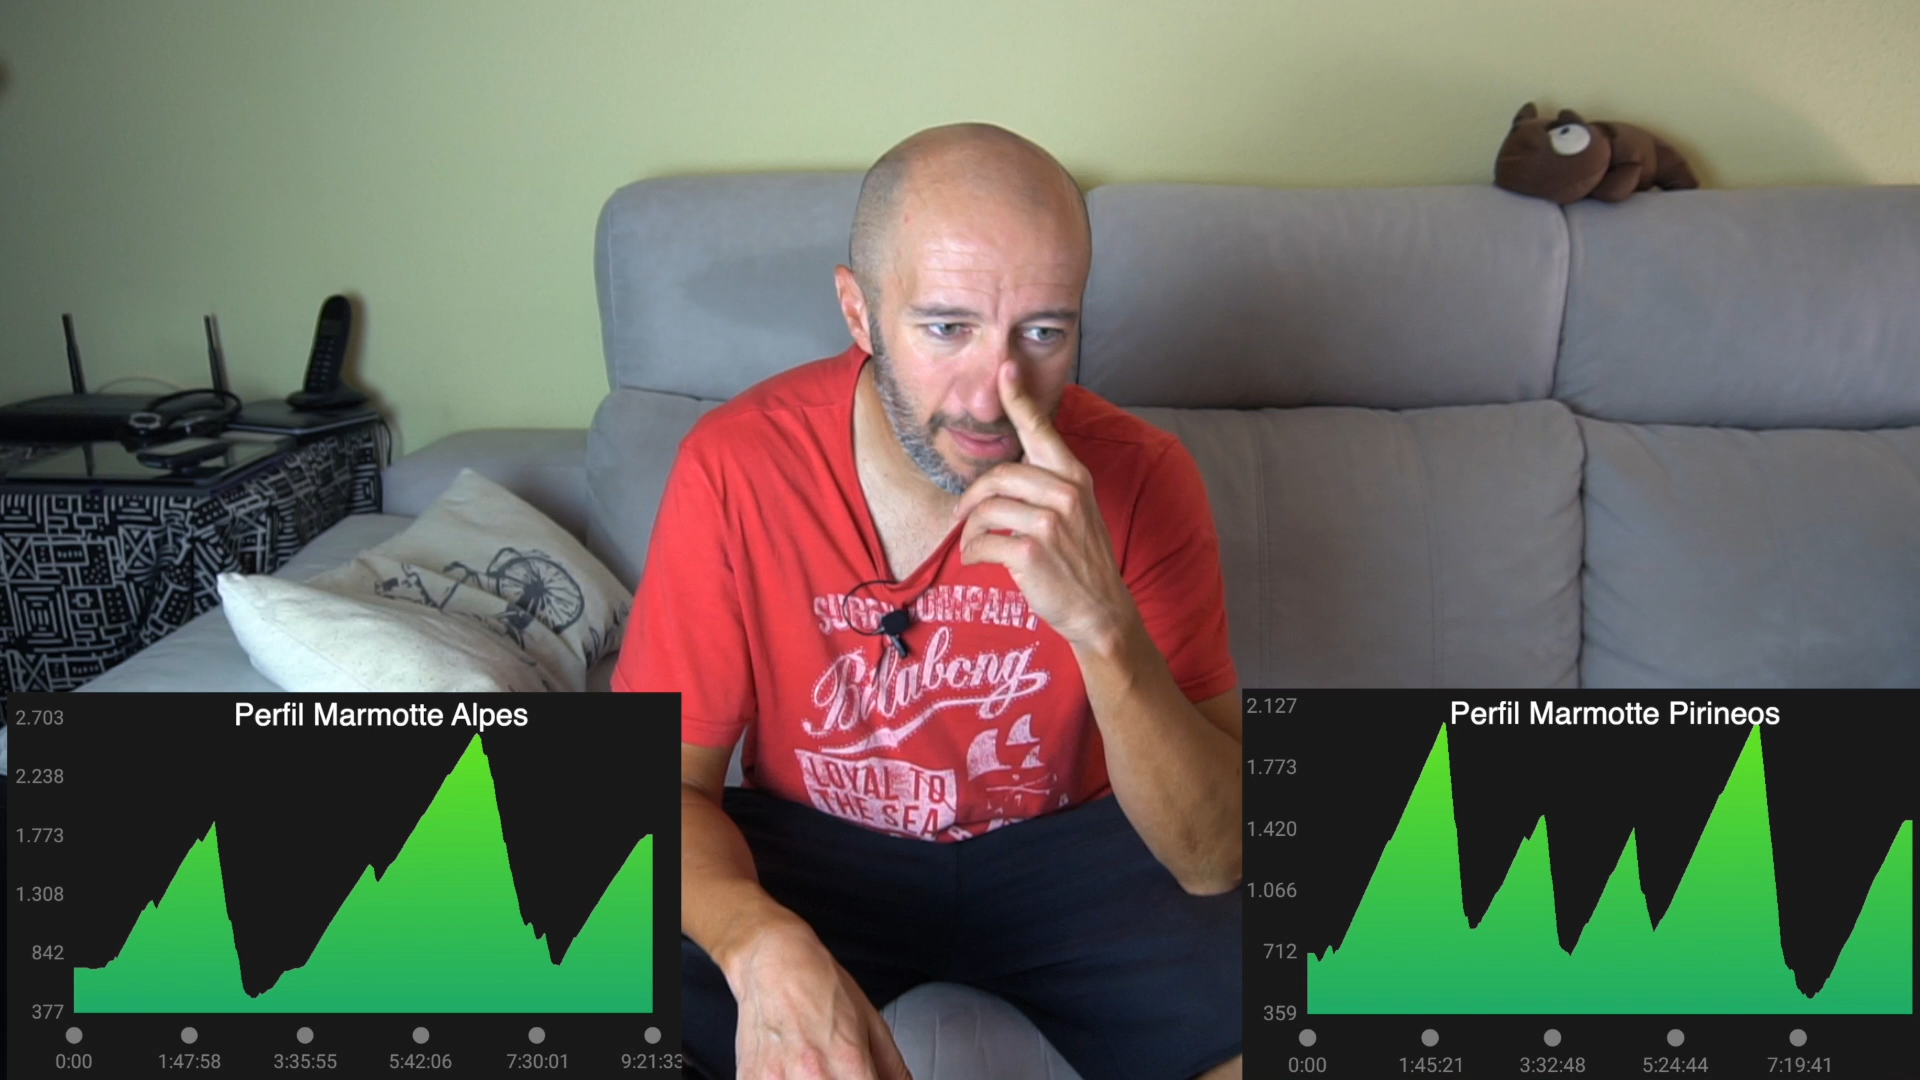 SURF COMPANY
Billabong
LOYAL TO
THE SEA
Perfil Marmotte Alpes
2.703
2.238
1.773
1.308
842
377
0:00 1:47:58 3:35:55 5:42:06 7:30:01 9:21:33
Perfil Marmotte Pirineos
2.127
1.773
1.420
1.066
712
359
0:00 1:45:21 3:32:48 5:24:44 7:19:41